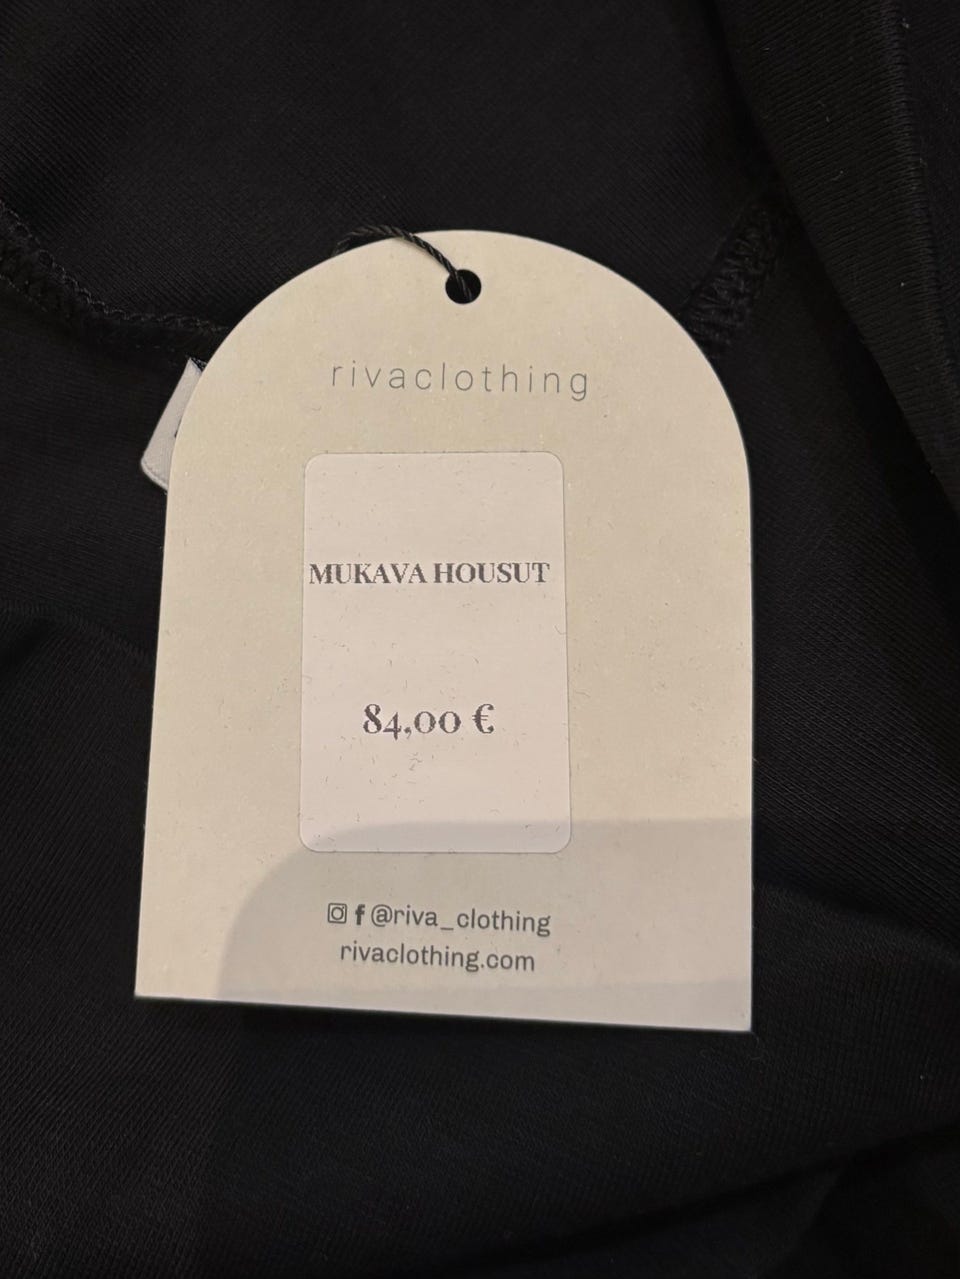 rivaclothing
MUKAVA HOUSUT
84,00 €
@riva_clothing
rivaclothing.com